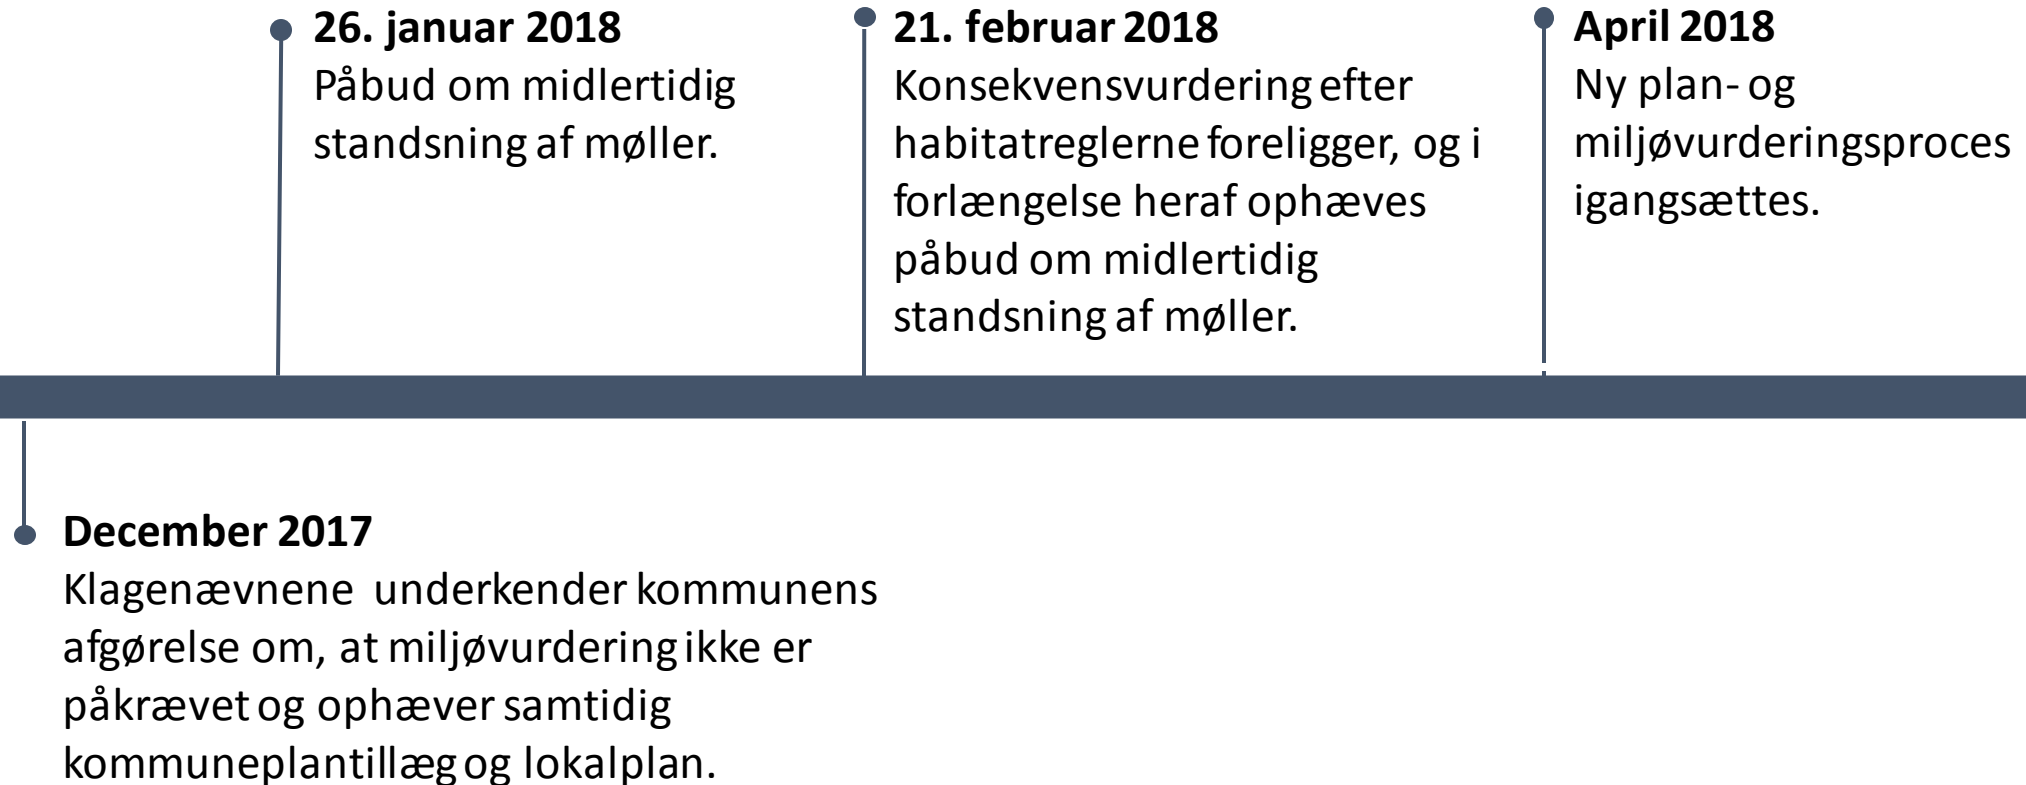 26. januar 2018
Påbud om midlertidig
standsning af møller.
21. februar 2018
Konsekvensvurdering efter
habitatreglerne foreligger, og i
forlængelse heraf ophæves
påbud om midlertidig
standsning af møller.
April 2018
Ny plan- og
miljøvurderingsproces
igangsættes.
December 2017
Klagenævnene underkender kommunens
afgørelse om, at miljøvurdering ikke er
påkrævet og ophæver samtidig
kommuneplantillæg og lokalplan.